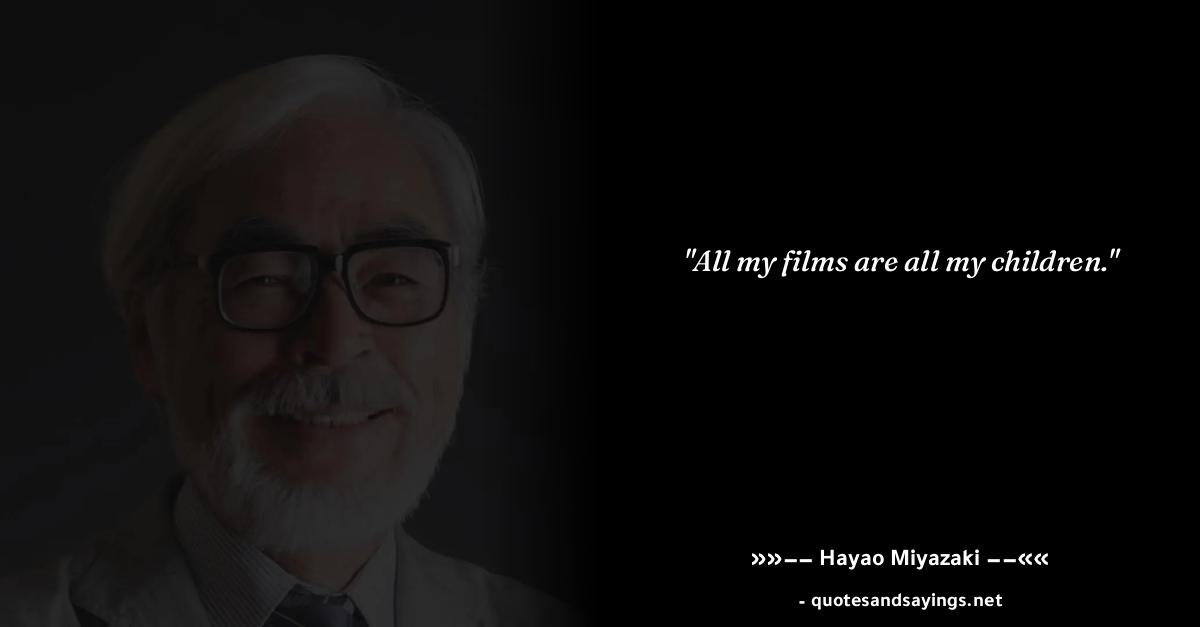 "All my films are all my children."
»»−− Hayao Miyazaki −−««
- quotesandsayings.net